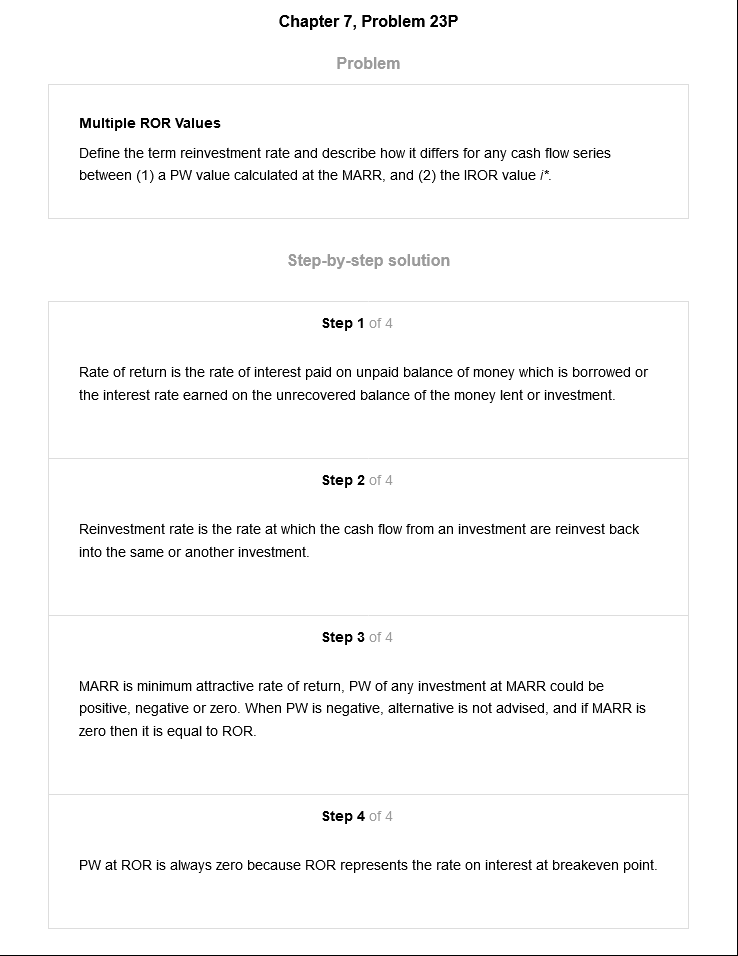 Chapter 7, Problem 23P
Problem
Multiple ROR Values
Define the term reinvestment rate and describe how it differs for any cash flow series
between (1) a PW value calculated at the MARR, and (2) the IROR value i*.
Step-by-step solution
Step 1 of 4
Rate of return is the rate of interest paid on unpaid balance of money which is borrowed or
the interest rate earned on the unrecovered balance of the money lent or investment.
Step 2 of 4
Reinvestment rate is the rate at which the cash flow from an investment are reinvest back
into the same or another investment.
Step 3 of 4
MARR is minimum attractive rate of return, PW of any investment at MARR could be
positive, negative or zero. When PW is negative, alternative is not advised, and if MARR is
zero then it is equal to ROR.
Step 4 of 4
PW at ROR is always zero because ROR represents the rate on interest at breakeven point.